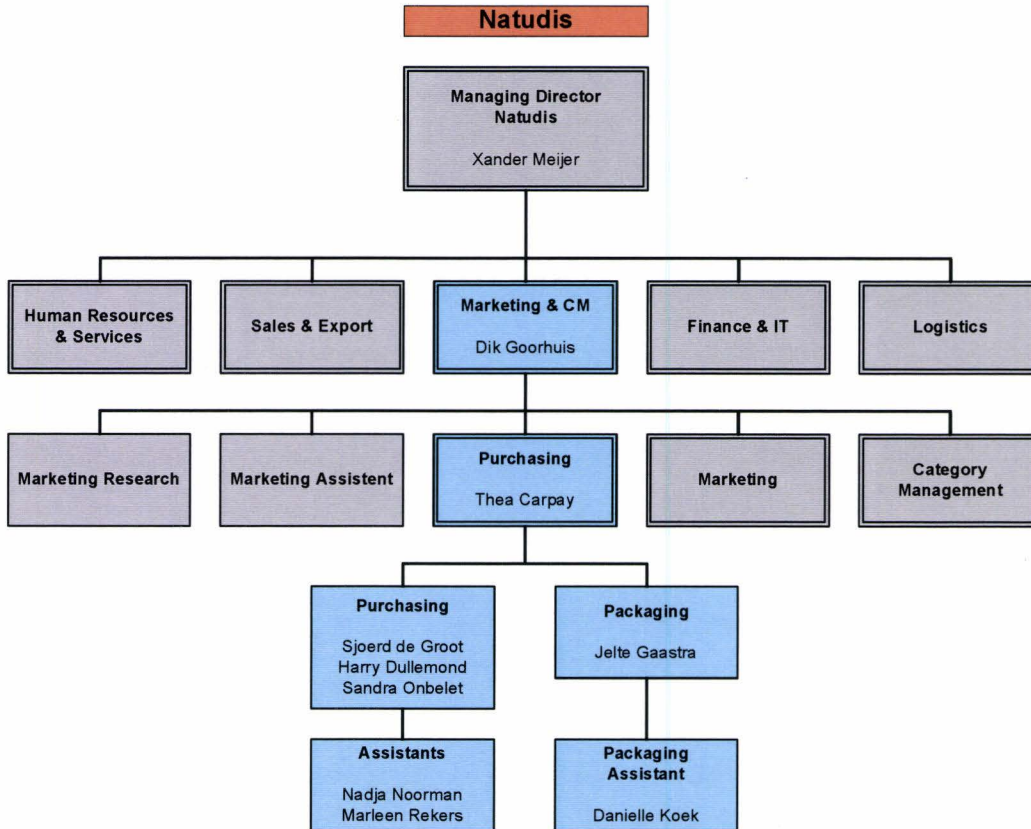 Natudis
Managing Director
Natudis
Xander Meijer
Human Resources
& Services
Sales & Export
Marketing & CM
Dik Goorhuis
Finance & IT
Logistics
Marketing Research
Marketing Assistent
Purchasing
Thea Carpay
Marketing
Category
Management
Purchasing
Sjoerd de Groot
Harry Dullemond
Sandra Onbelet
Packaging
Jelte Gaastra
Assistants
Nadja Noorman
Marleen Rekers
Packaging
Assistant
Danielle Koek